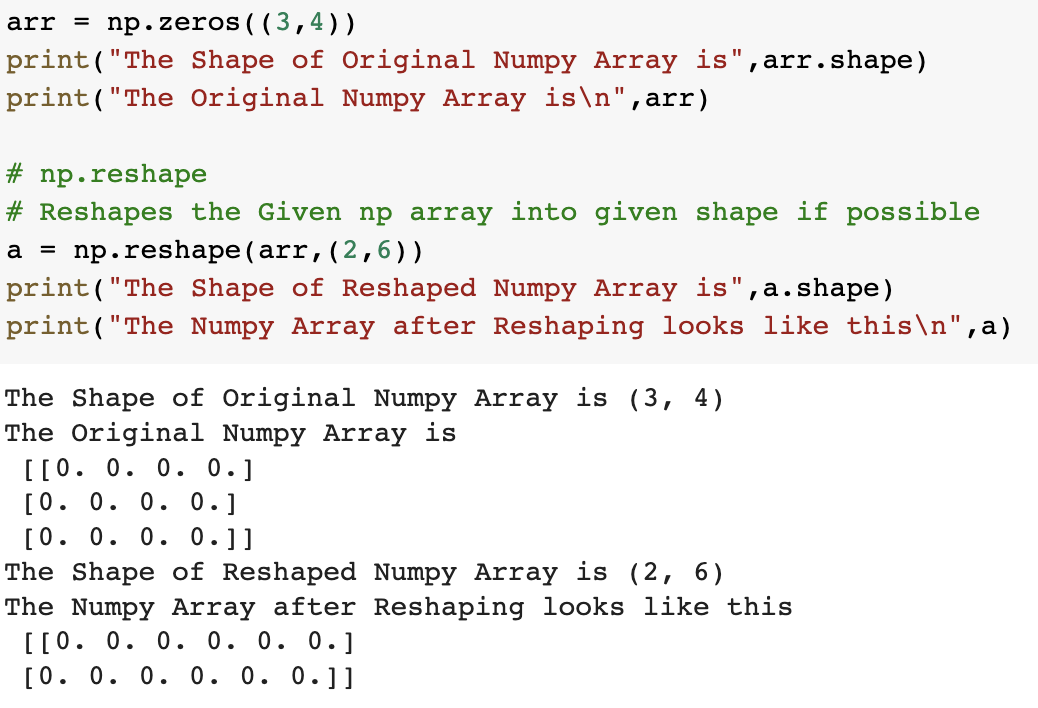 arr = np.zeros((3,4))
print("The Shape of Original Numpy Array is",arr.shape)
print("The Original Numpy Array is\n",arr)
# np.reshape
# Reshapes the Given np array into given shape if possible
a = np.reshape(arr,(2,6))
print("The Shape of Reshaped Numpy Array is",a.shape)
print("The Numpy Array after Reshaping looks like this\n",a)
The Shape of Original Numpy Array is (3, 4)
The Original Numpy Array is
[[0. 0. 0. 0.]
[0. 0. 0. 0.]
[0. 0. 0. 0.]]
The Shape of Reshaped Numpy Array is (2, 6)
The Numpy Array after Reshaping looks like this
[[0. 0. 0. 0. 0. 0.]
[0. 0. 0. 0. 0. 0.]]